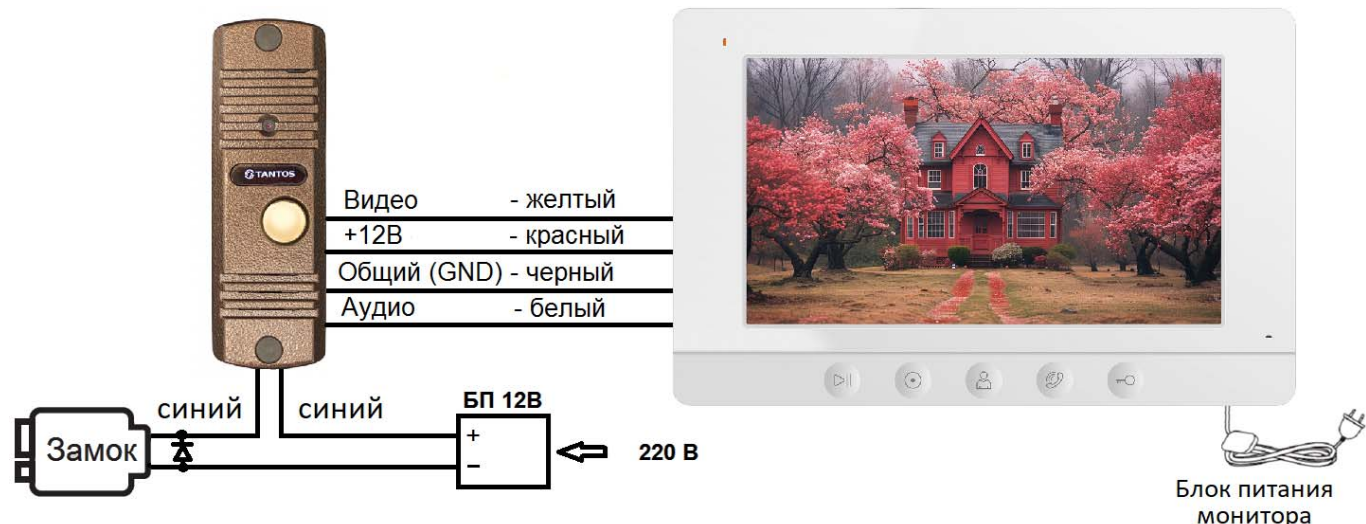 TANTOS
Видео - желтый
+12В - красный
Общий (GND) - черный
Аудио - белый
синий
синий
БП 12В
Замок
+
−
220 В
Блок питания
монитора